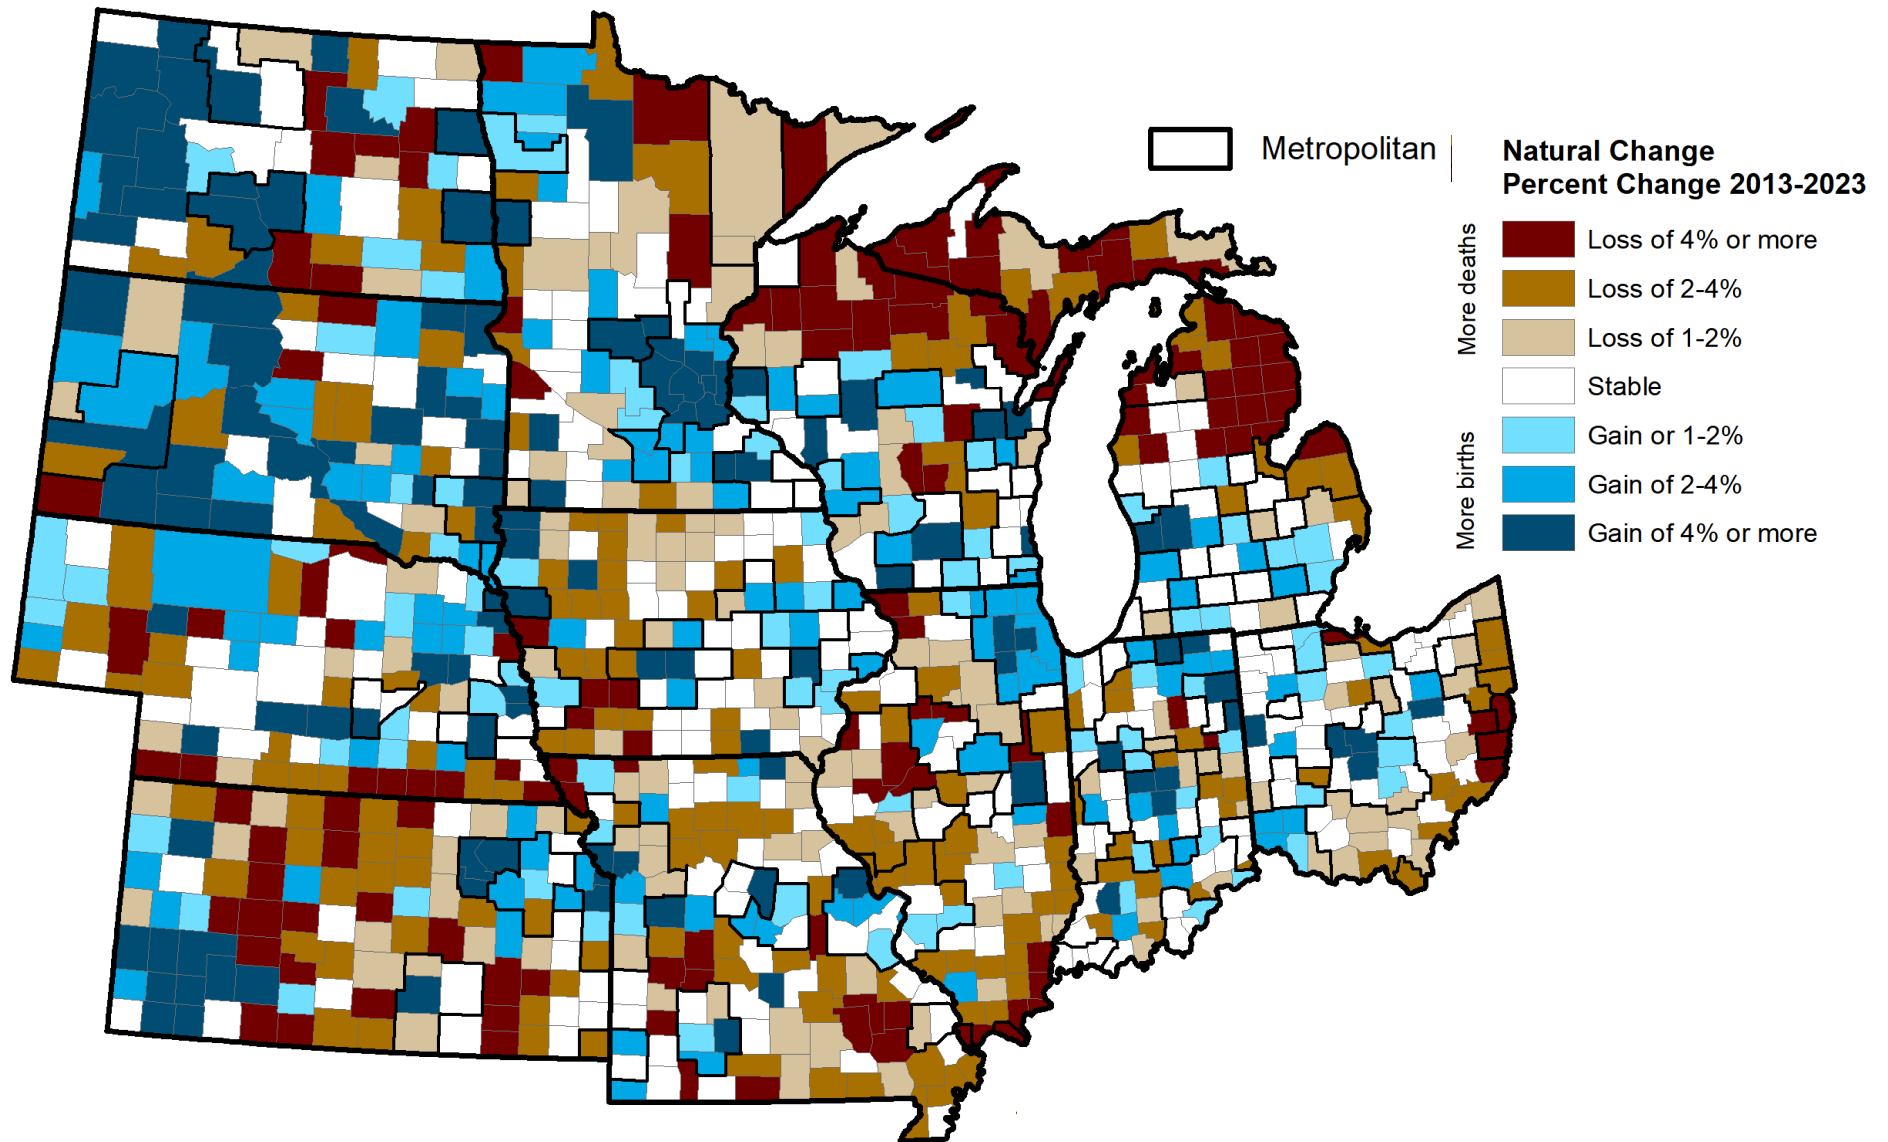 Metropolitan
Natural Change
Percent Change 2013-2023
More deaths
Loss of 4% or more
Loss of 2-4%
Loss of 1-2%
Stable
More births
Gain or 1-2%
Gain of 2-4%
Gain of 4% or more